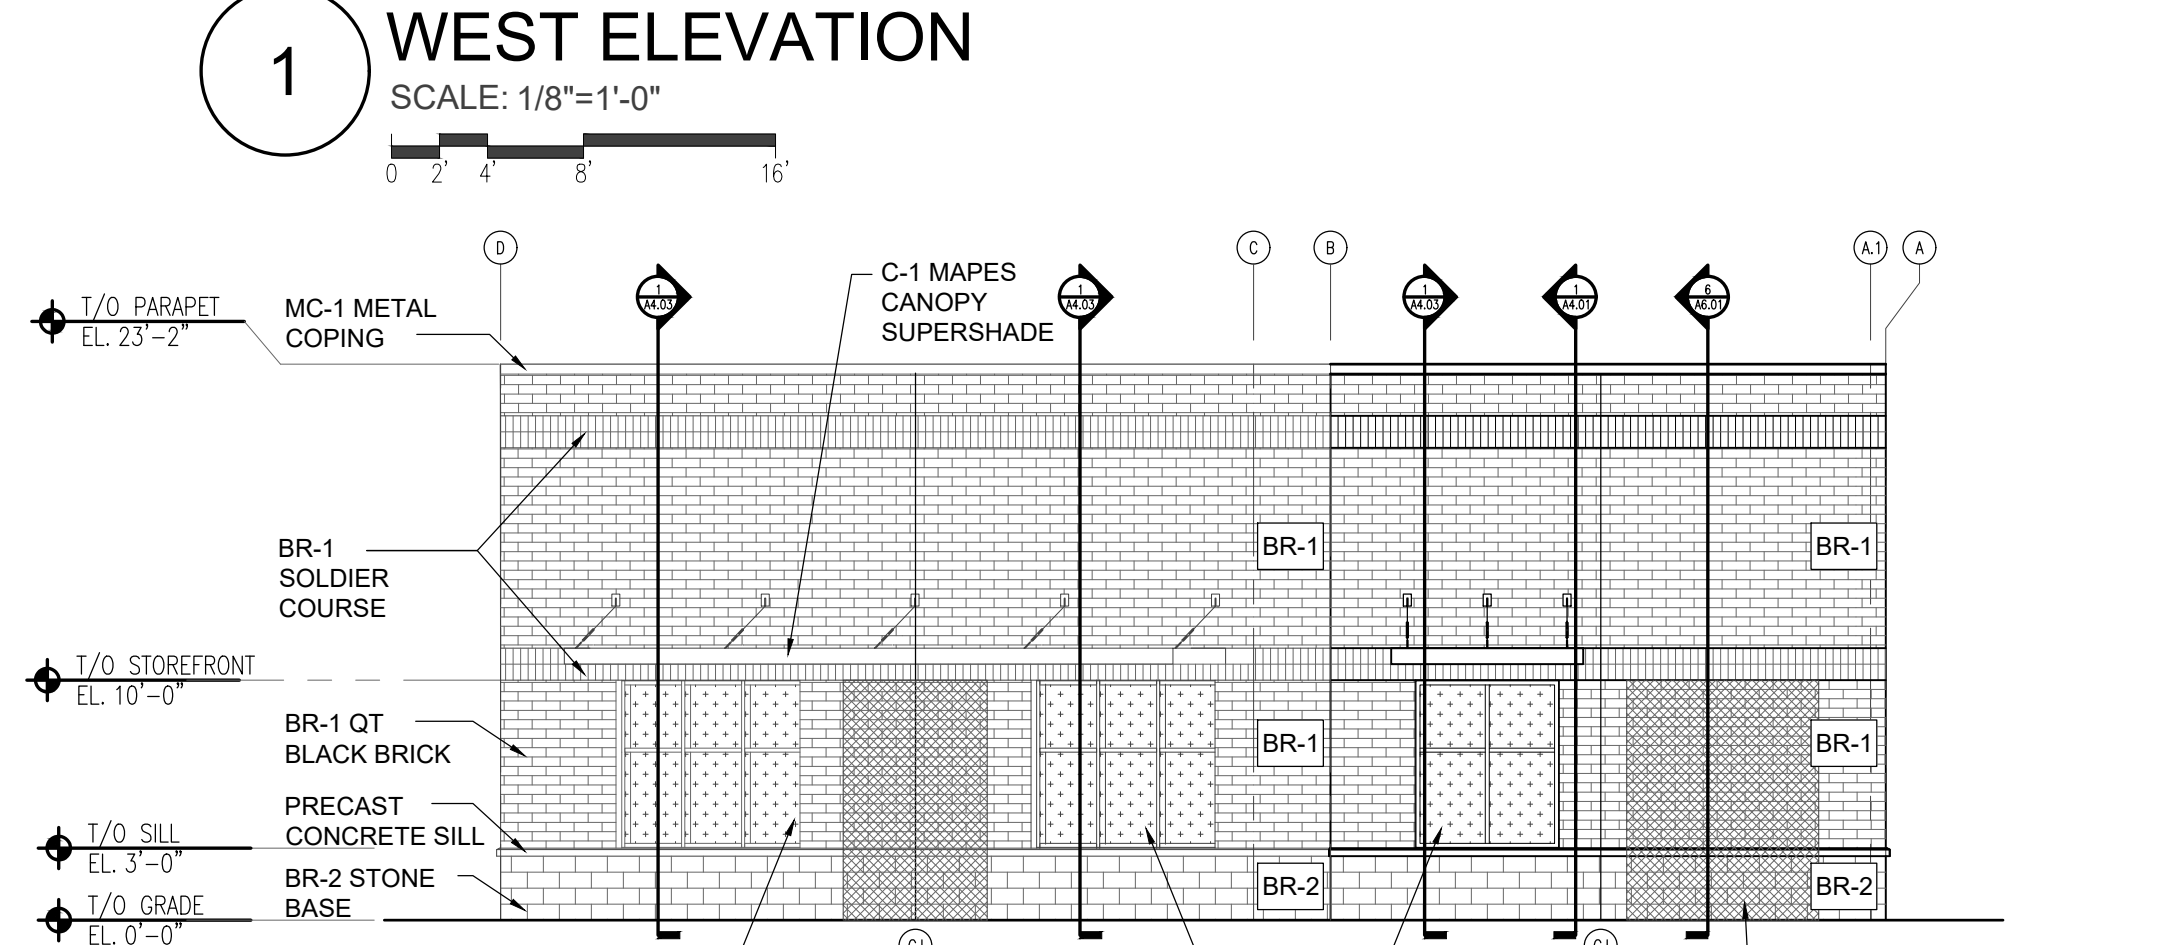 1
WEST ELEVATION
SCALE: 1/8"=1'-0"
0 2' 4' 8' 16'
D C B A.1 A
1
A4.03
1
A4.03
1
A4.03
1
A4.01
6
A6.01
T/O PARAPET
EL. 23'-2"
MC-1 METAL
COPING
C-1 MAPES
CANOPY
SUPERSHADE
BR-1
SOLDIER
COURSE
BR-1
BR-1
T/O STOREFRONT
EL. 10'-0"
BR-1 QT
BLACK BRICK
BR-1
BR-1
PRECAST
CONCRETE SILL
T/O SILL
EL. 3'-0"
BR-2 STONE
BASE
BR-2
BR-2
T/O GRADE
EL. 0'-0"